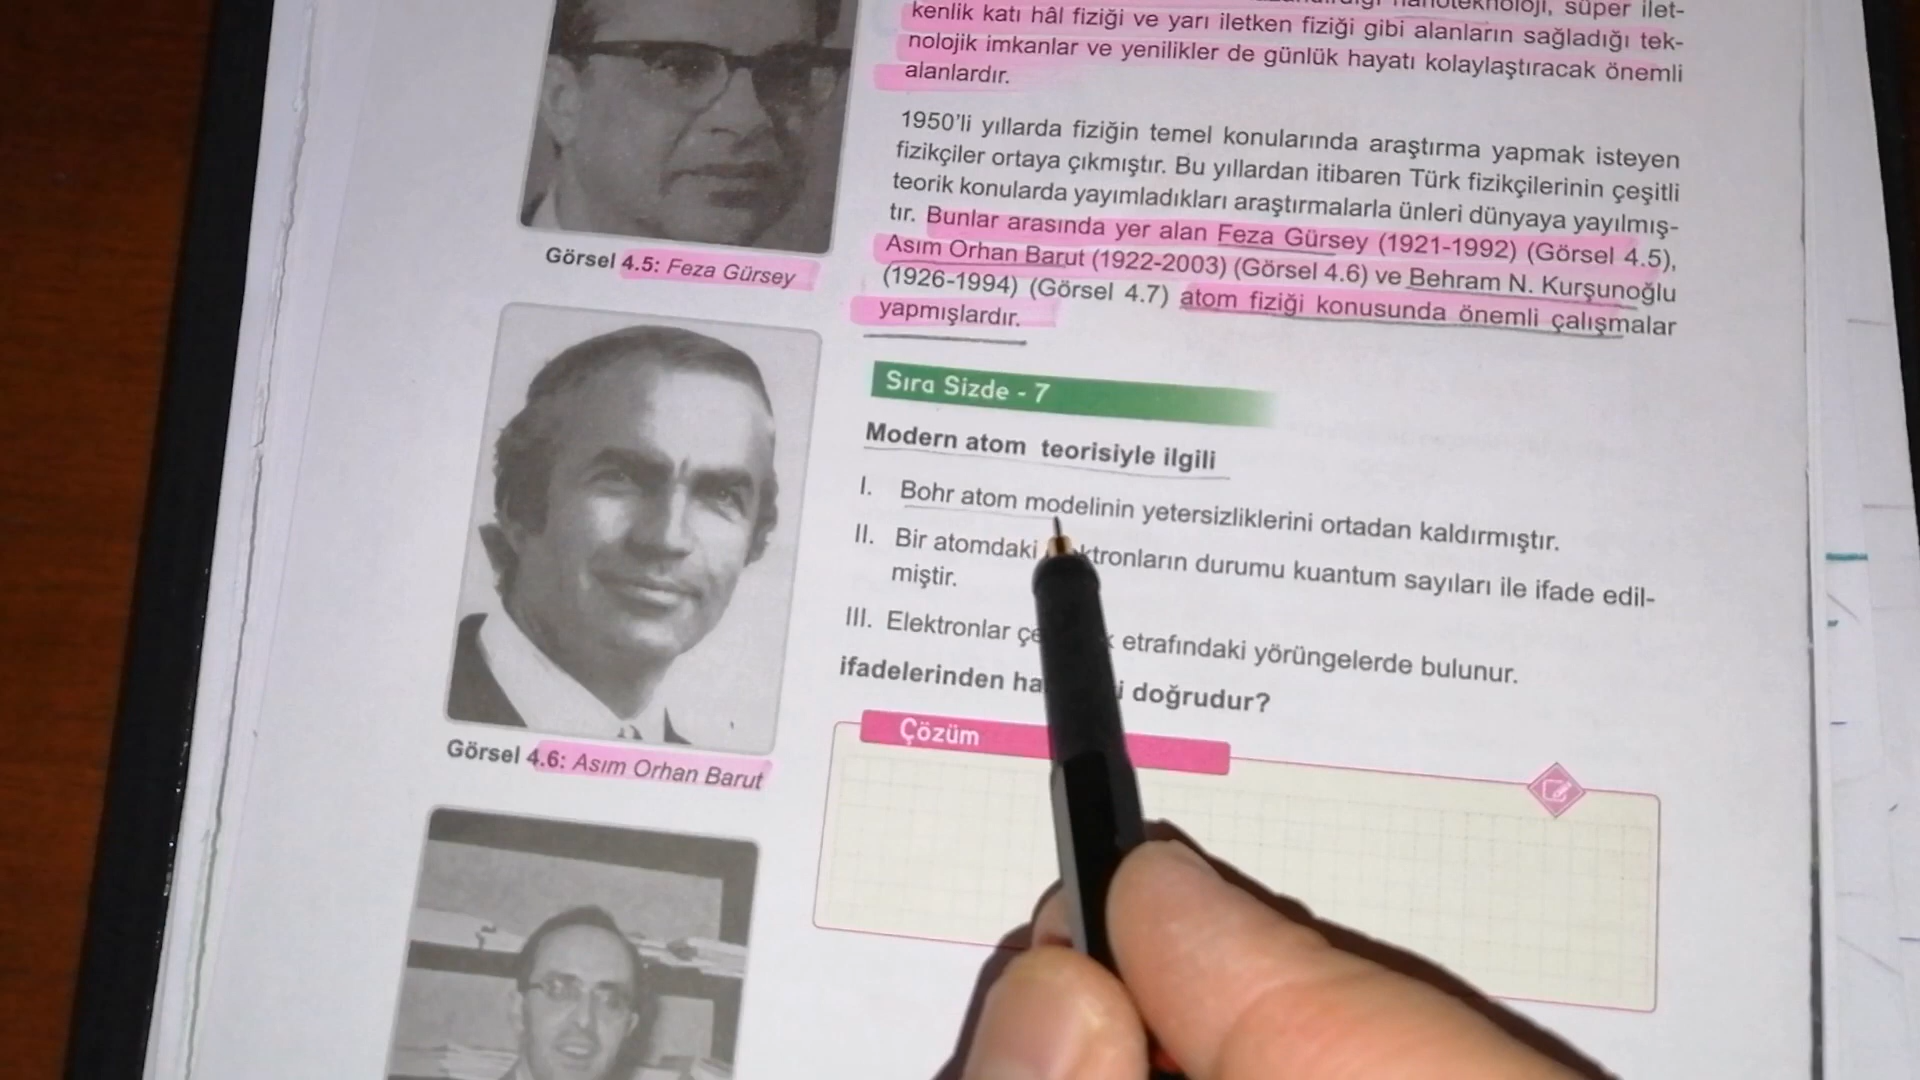 nanoteknoloji, süper ilet-
kenlik katı hâl fiziği ve yarı iletken fiziği gibi alanların sağladığı tek-
nolojik imkanlar ve yenilikler de günlük hayatı kolaylaştıracak önemli
alanlardır.
1950'li yıllarda fiziğin temel konularında araştırma yapmak isteyen
fizikçiler ortaya çıkmıştır. Bu yıllardan itibaren Türk fizikçilerinin çeşitli
teorik konularda yayımladıkları araştırmalarla ünleri dünyaya yayılmış-
tır. Bunlar arasında yer alan Feza Gürsey (1921-1992) (Görsel 4.5),
Asım Orhan Barut (1922-2003) (Görsel 4.6) ve Behram N. Kurşunoğlu
(1926-1994) (Görsel 4.7) atom fiziği konusunda önemli çalışmalar
yapmışlardır.
Görsel 4.5: Feza Gürsey
Görsel 4.6: Asım Orhan Barut
Sıra Sizde - 7
Modern atom teorisiyle ilgili
I. Bohr atom modelinin yetersizliklerini ortadan kaldırmıştır.
II. Bir atomdaki durumu kuantum sayıları ile ifade edil-
miştir.
III. Elektronlar etrafındaki yörüngelerde bulunur.
ifadelerinden doğrudur?
Çözüm